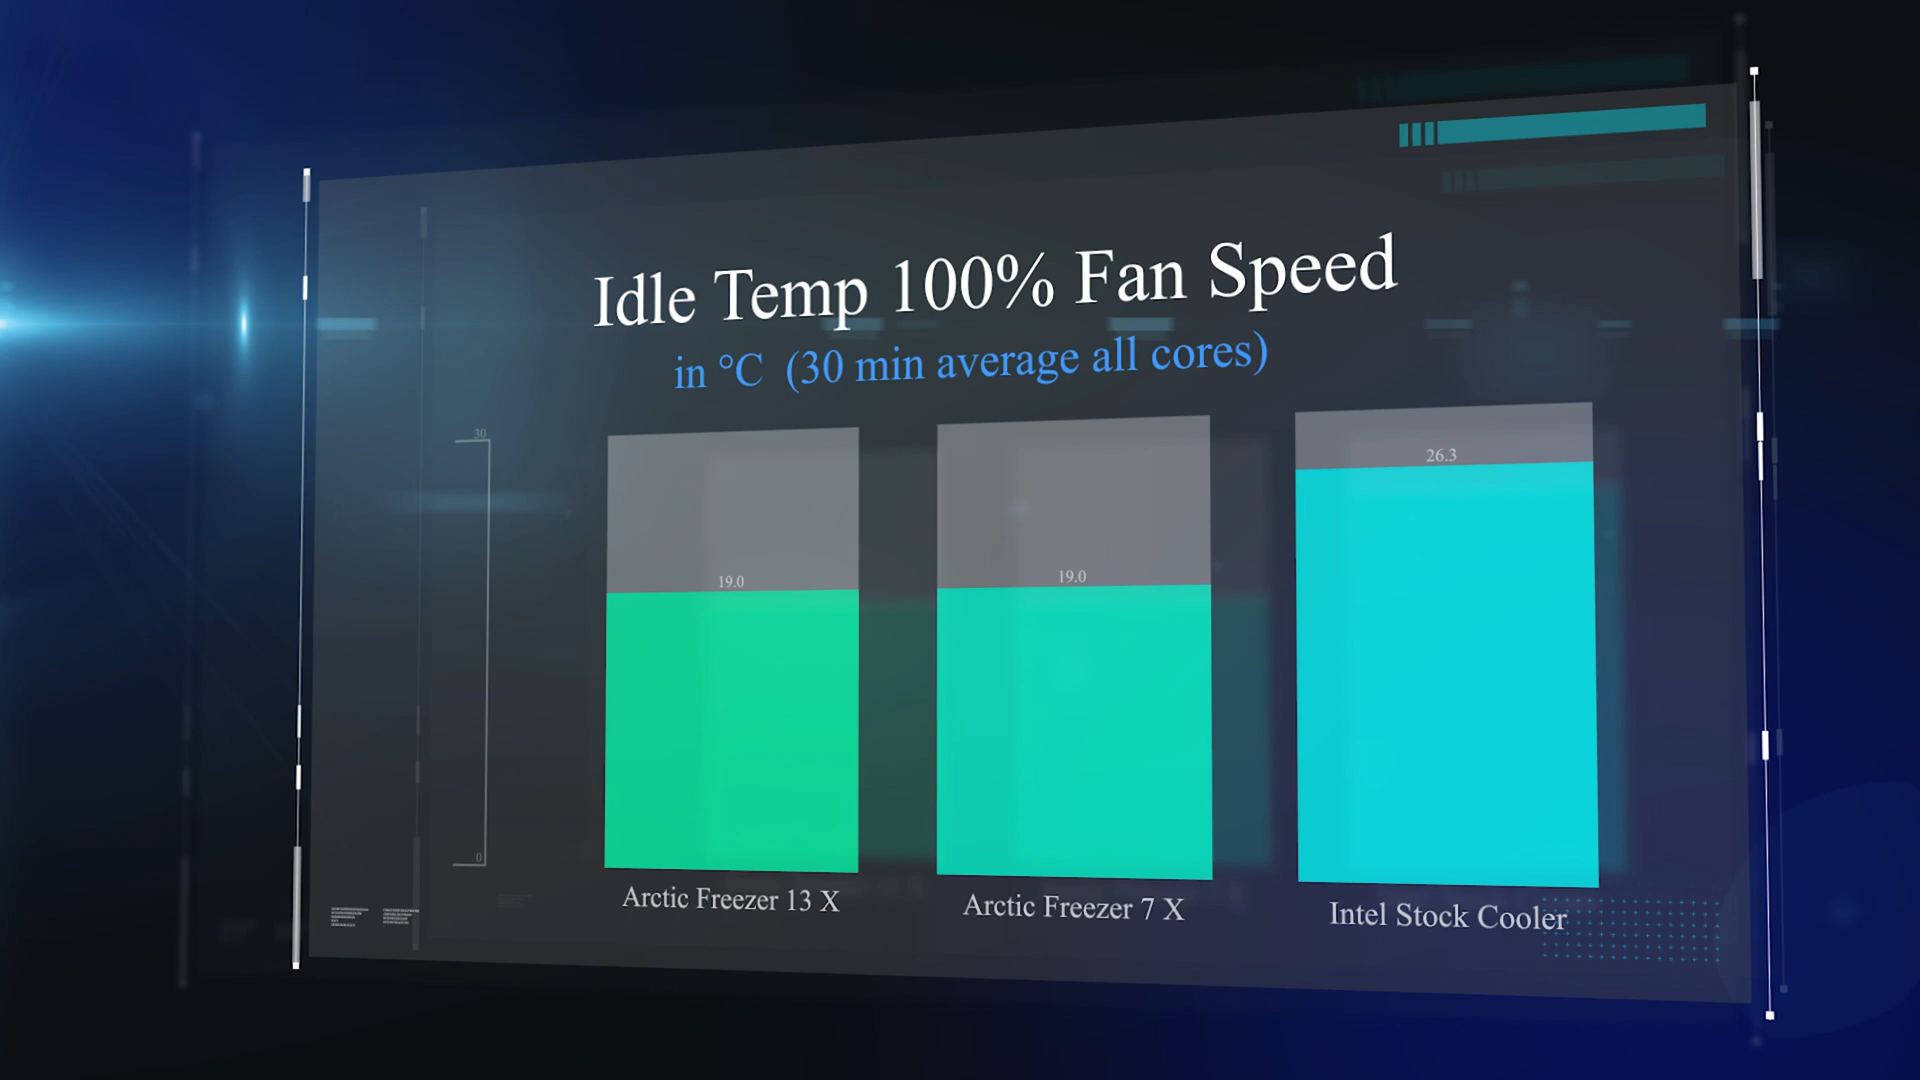 Idle Temp 100% Fan Speed
in °C (30 min average all cores)
30
26.3
19.0
19.0
0
Arctic Freezer 13 X
Arctic Freezer 7 X
Intel Stock Cooler